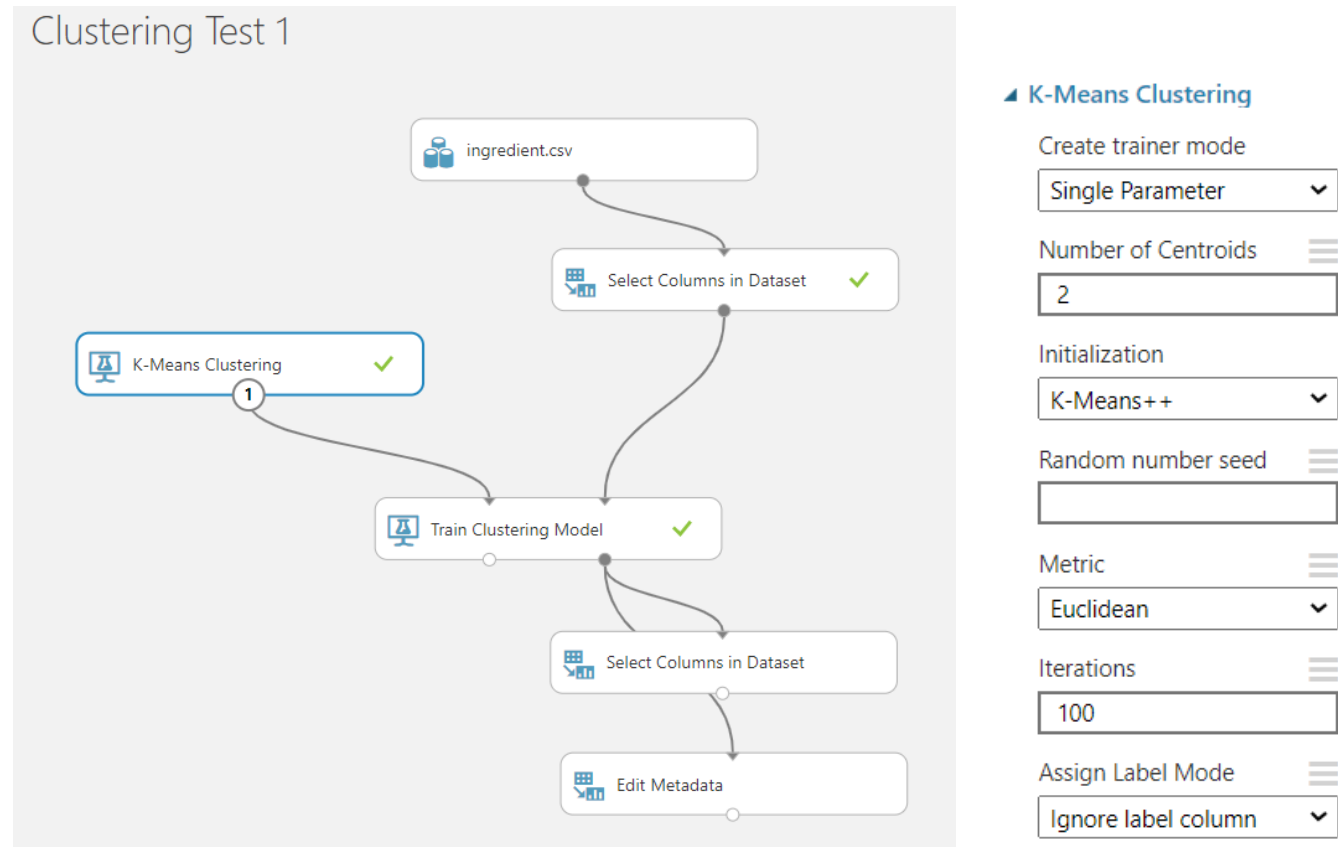 Clustering Test 1
ingredient.csv
Select Columns in Dataset
K-Means Clustering
1
Train Clustering Model
Select Columns in Dataset
Edit Metadata
K-Means Clustering
Create trainer mode
Single Parameter
Number of Centroids
2
Initialization
K-Means++
Random number seed
Metric
Euclidean
Iterations
100
Assign Label Mode
Ignore label column